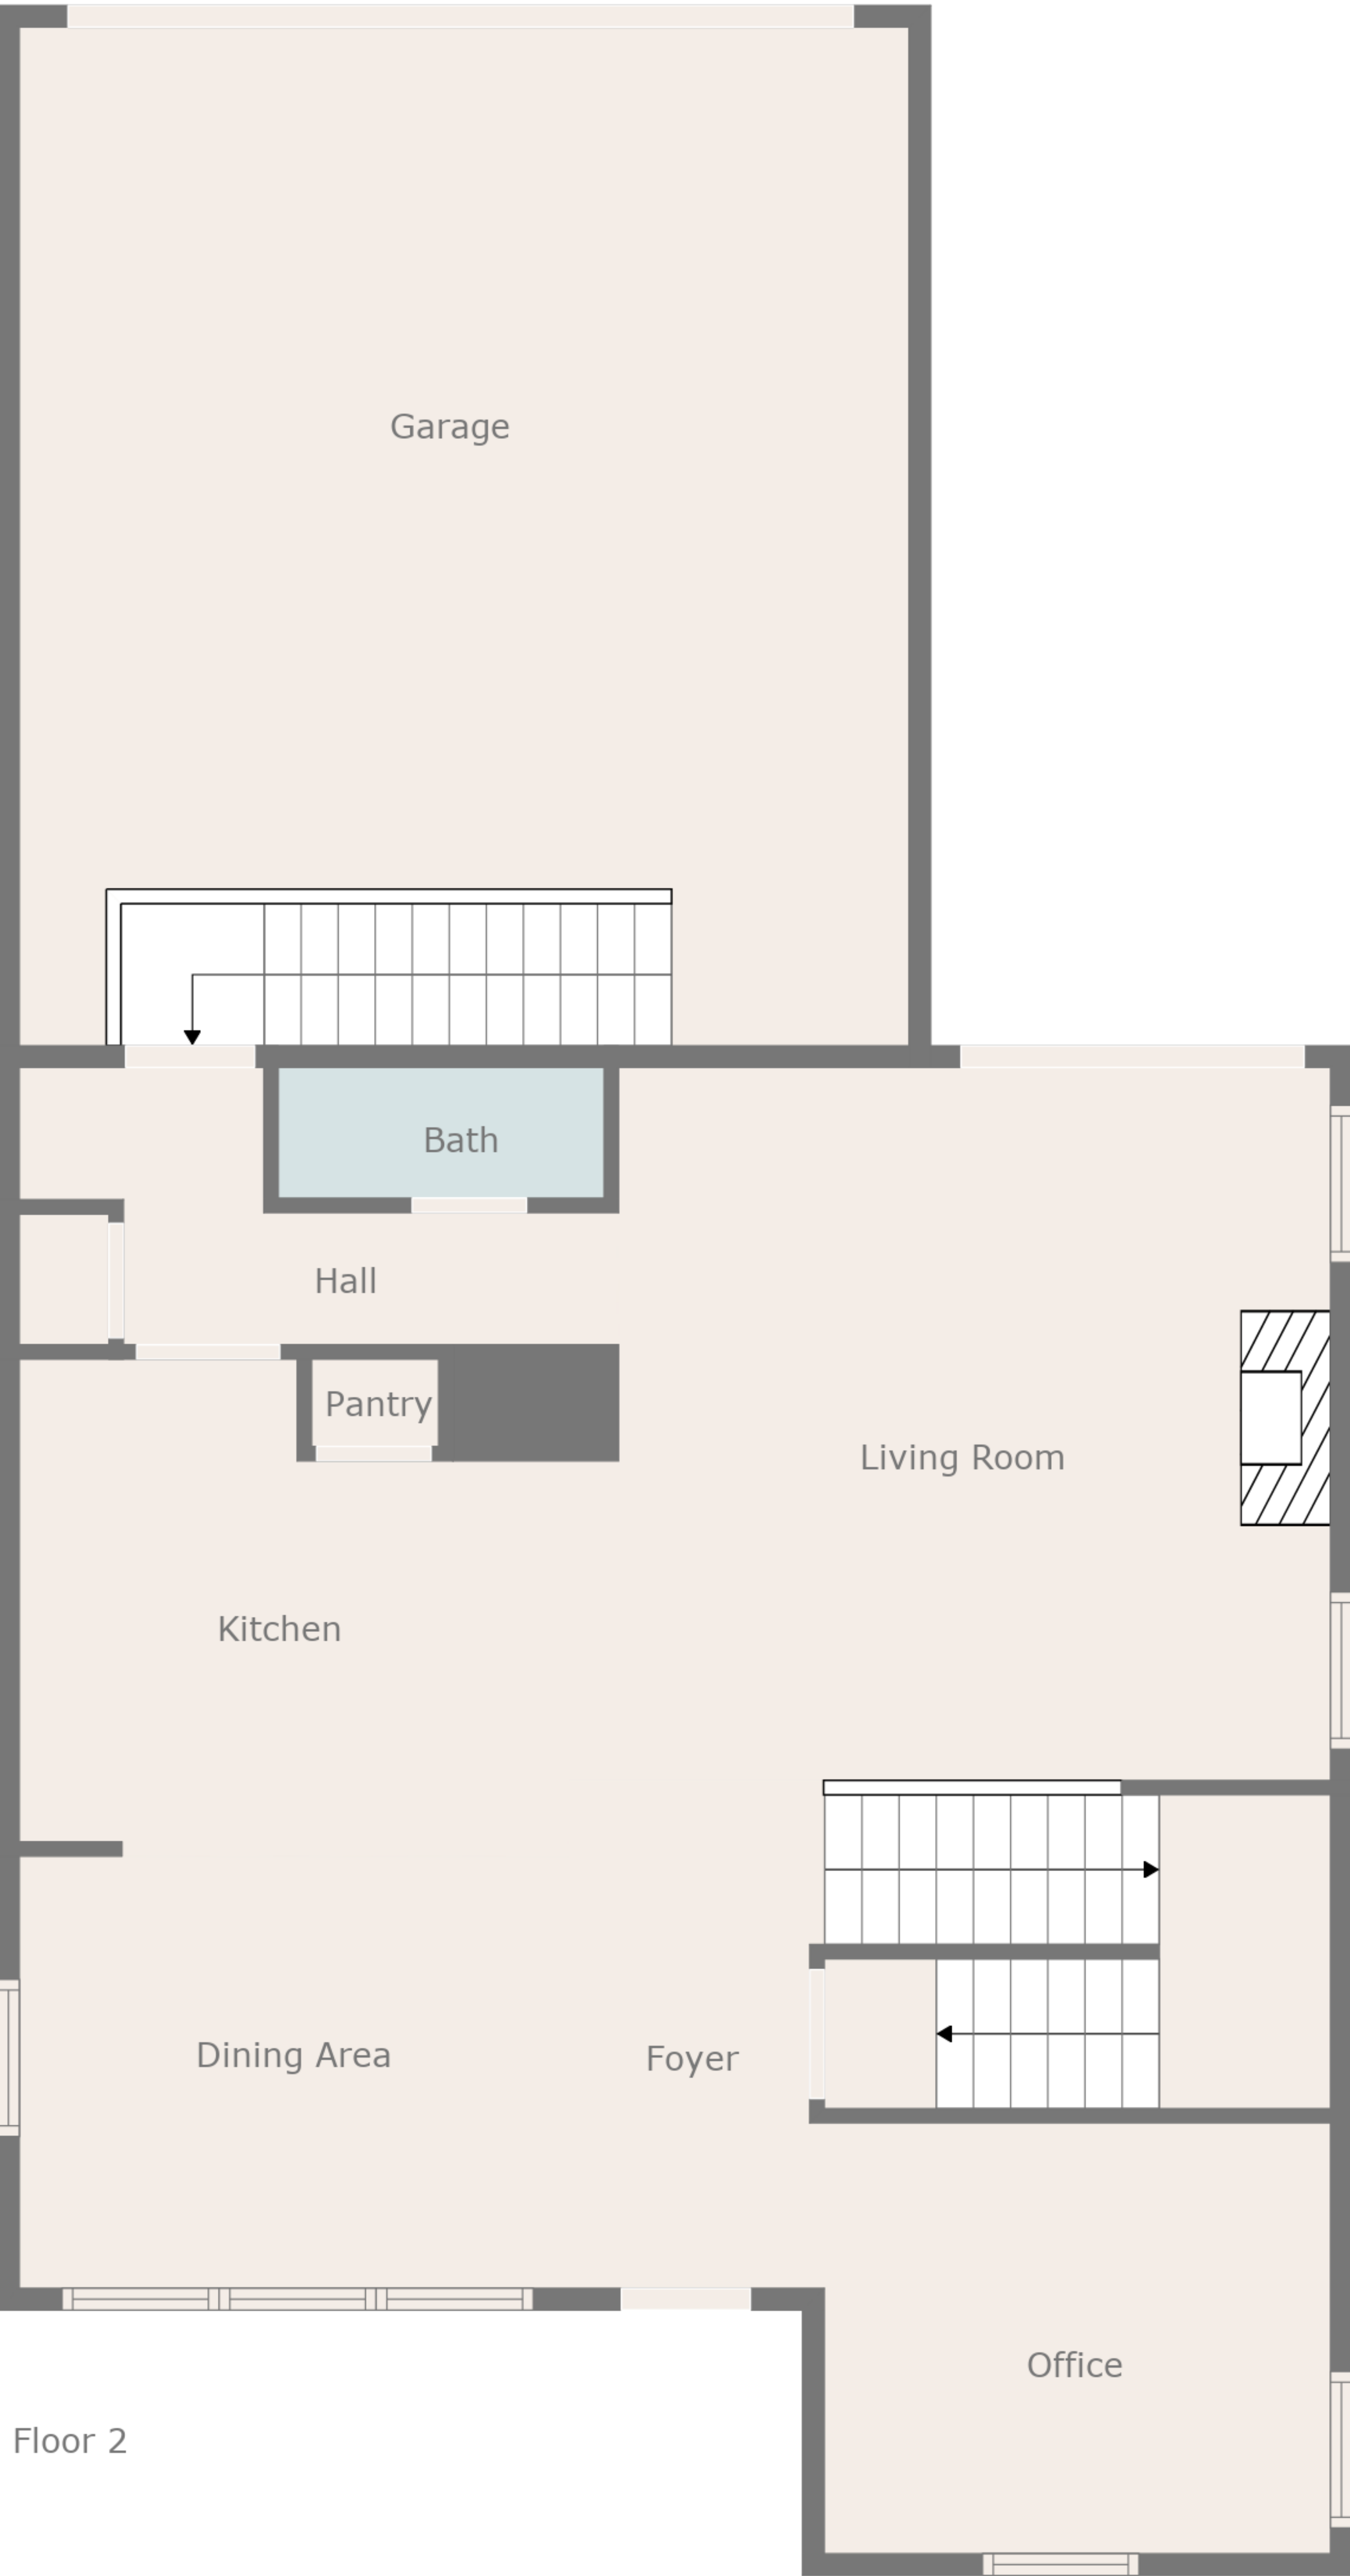 Garage
Bath
Hall
Pantry
Living Room
Kitchen
Dining Area
Foyer
Office
Floor 2